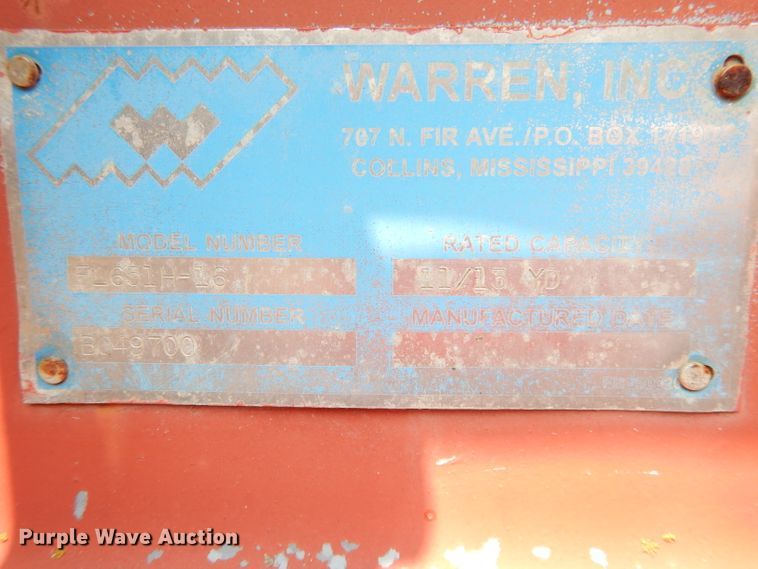 W
WARREN, INC
707 N. FIR AVE./P.O. BOX
COLLINS, MISSISSIPPI
MODEL NUMBER RATED CAPACITY
11/13 YD
SERIAL NUMBER MANUFACTURED DATE
BC49700
Purple Wave Auction